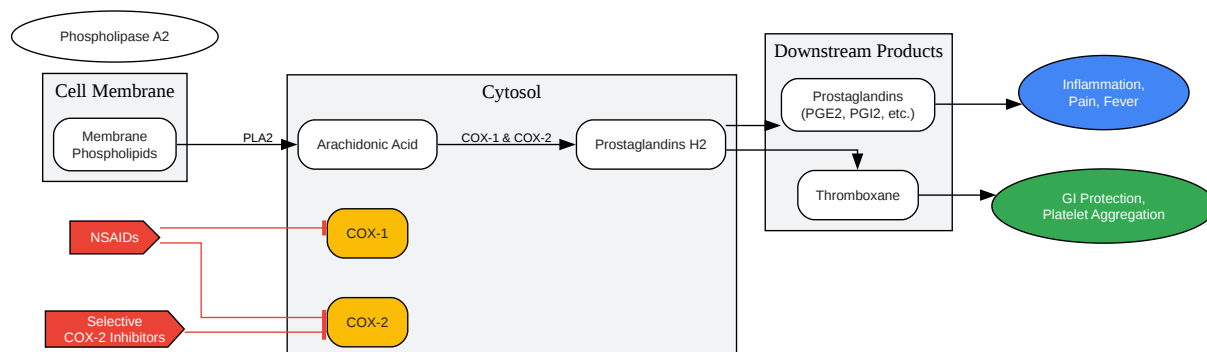 Phospholipase A2
Cell Membrane
Membrane
Phospholipids
PLA2
Cytosol
Arachidonic Acid
COX-1 & COX-2
Prostaglandins H2
Downstream Products
Prostaglandins
(PGE2, PGI2, etc.)
Thromboxane
Inflammation,
Pain, Fever
GI Protection,
Platelet Aggregation
NSAIDs
COX-1
Selective
COX-2 Inhibitors
COX-2